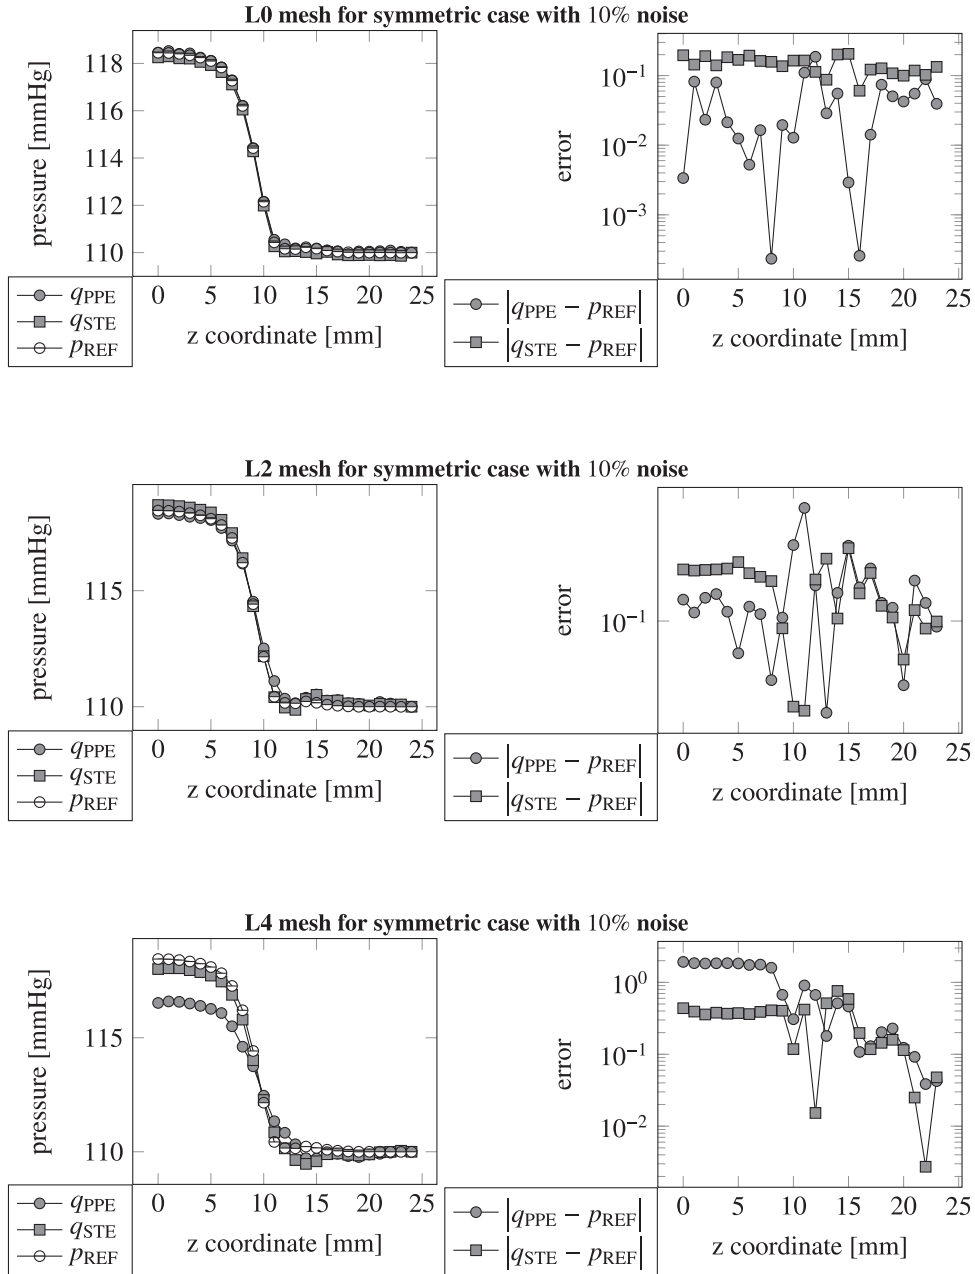 L0 mesh for symmetric case with 10% noise
pressure [mmHg]
118
116
114
112
110
0 5 10 15 20 25
z coordinate [mm]
qPPE
qSTE
pREF
error
10⁻¹
10⁻²
10⁻³
0 5 10 15 20 25
z coordinate [mm]
|qPPE − pREF|
|qSTE − pREF|
L2 mesh for symmetric case with 10% noise
pressure [mmHg]
115
110
0 5 10 15 20 25
z coordinate [mm]
qPPE
qSTE
pREF
error
10⁻¹
0 5 10 15 20 25
z coordinate [mm]
|qPPE − pREF|
|qSTE − pREF|
L4 mesh for symmetric case with 10% noise
pressure [mmHg]
115
110
0 5 10 15 20 25
z coordinate [mm]
qPPE
qSTE
pREF
error
10⁰
10⁻¹
10⁻²
0 5 10 15 20 25
z coordinate [mm]
|qPPE − pREF|
|qSTE − pREF|